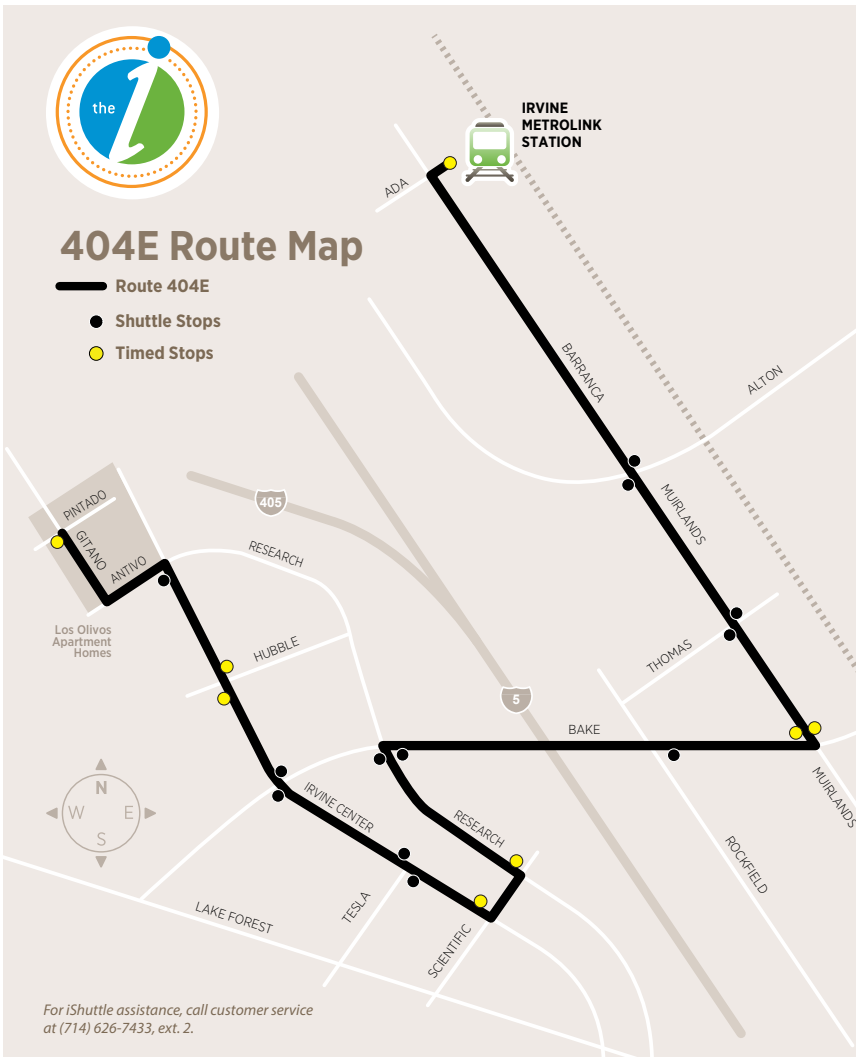 the i
IRVINE
METROLINK
STATION
ADA
404E Route Map
Route 404E
Shuttle Stops
Timed Stops
BARRANCA
ALTON
MUIRLANDS
405
PINTADO
GITANO
ANTIVO
RESEARCH
Los Olivos
Apartment
Homes
HUBBLE
THOMAS
5
BAKE
MUIRLANDS
N
W E
S
IRVINE CENTER
RESEARCH
ROCKFIELD
TESLA
LAKE FOREST
SCIENTIFIC
For iShuttle assistance, call customer service
at (714) 626-7433, ext. 2.